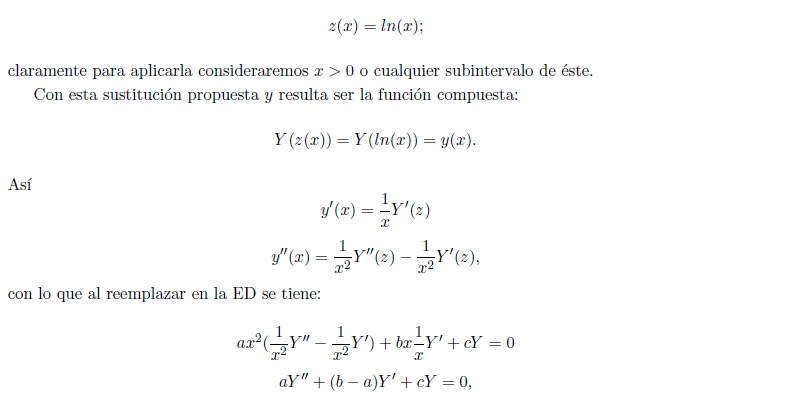 z(x) = ln(x);
claramente para aplicarla consideraremos x > 0 o cualquier subintervalo de éste.
Con esta sustitución propuesta y resulta ser la función compuesta:
Y(z(x)) = Y(ln(x)) = y(x).
Así
y′(x) = \frac{1}{x}Y′(z)
y″(x) = \frac{1}{x^2}Y″(z) − \frac{1}{x^2}Y′(z),
con lo que al reemplazar en la ED se tiene:
ax^2(\frac{1}{x^2}Y″ − \frac{1}{x^2}Y′) + bx\frac{1}{x}Y′ + cY = 0
aY″ + (b − a)Y′ + cY = 0,